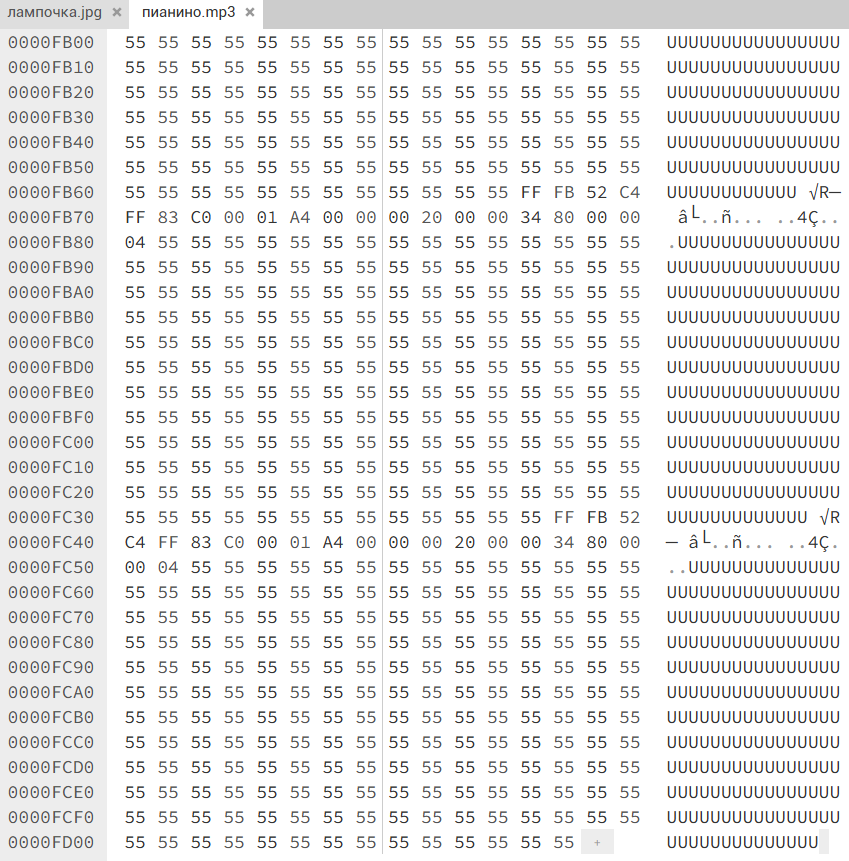 лампочка.jpg × пианино.mp3 ×
0000FB00 55 55 55 55 55 55 55 55 55 55 55 55 55 55 55 55 UUUUUUUUUUUUUUUU
0000FB10 55 55 55 55 55 55 55 55 55 55 55 55 55 55 55 55 UUUUUUUUUUUUUUUU
0000FB20 55 55 55 55 55 55 55 55 55 55 55 55 55 55 55 55 UUUUUUUUUUUUUUUU
0000FB30 55 55 55 55 55 55 55 55 55 55 55 55 55 55 55 55 UUUUUUUUUUUUUUUU
0000FB40 55 55 55 55 55 55 55 55 55 55 55 55 55 55 55 55 UUUUUUUUUUUUUUUU
0000FB50 55 55 55 55 55 55 55 55 55 55 55 55 55 55 55 55 UUUUUUUUUUUUUUUU
0000FB60 55 55 55 55 55 55 55 55 55 55 55 55 FF FB 52 C4 UUUUUUUUUUUU √R─
0000FB70 FF 83 C0 00 01 A4 00 00 00 20 00 00 34 80 00 00 â└..ñ... ..4Ç..
0000FB80 04 55 55 55 55 55 55 55 55 55 55 55 55 55 55 55 .UUUUUUUUUUUUUUU
0000FB90 55 55 55 55 55 55 55 55 55 55 55 55 55 55 55 55 UUUUUUUUUUUUUUUU
0000FBA0 55 55 55 55 55 55 55 55 55 55 55 55 55 55 55 55 UUUUUUUUUUUUUUUU
0000FBB0 55 55 55 55 55 55 55 55 55 55 55 55 55 55 55 55 UUUUUUUUUUUUUUUU
0000FBC0 55 55 55 55 55 55 55 55 55 55 55 55 55 55 55 55 UUUUUUUUUUUUUUUU
0000FBD0 55 55 55 55 55 55 55 55 55 55 55 55 55 55 55 55 UUUUUUUUUUUUUUUU
0000FBE0 55 55 55 55 55 55 55 55 55 55 55 55 55 55 55 55 UUUUUUUUUUUUUUUU
0000FBF0 55 55 55 55 55 55 55 55 55 55 55 55 55 55 55 55 UUUUUUUUUUUUUUUU
0000FC00 55 55 55 55 55 55 55 55 55 55 55 55 55 55 55 55 UUUUUUUUUUUUUUUU
0000FC10 55 55 55 55 55 55 55 55 55 55 55 55 55 55 55 55 UUUUUUUUUUUUUUUU
0000FC20 55 55 55 55 55 55 55 55 55 55 55 55 55 55 55 55 UUUUUUUUUUUUUUUU
0000FC30 55 55 55 55 55 55 55 55 55 55 55 55 55 FF FB 52 UUUUUUUUUUUUU √R
0000FC40 C4 FF 83 C0 00 01 A4 00 00 00 20 00 00 34 80 00 ─ â└..ñ... ..4Ç.
0000FC50 00 04 55 55 55 55 55 55 55 55 55 55 55 55 55 55 ..UUUUUUUUUUUUUU
0000FC60 55 55 55 55 55 55 55 55 55 55 55 55 55 55 55 55 UUUUUUUUUUUUUUUU
0000FC70 55 55 55 55 55 55 55 55 55 55 55 55 55 55 55 55 UUUUUUUUUUUUUUUU
0000FC80 55 55 55 55 55 55 55 55 55 55 55 55 55 55 55 55 UUUUUUUUUUUUUUUU
0000FC90 55 55 55 55 55 55 55 55 55 55 55 55 55 55 55 55 UUUUUUUUUUUUUUUU
0000FCA0 55 55 55 55 55 55 55 55 55 55 55 55 55 55 55 55 UUUUUUUUUUUUUUUU
0000FCB0 55 55 55 55 55 55 55 55 55 55 55 55 55 55 55 55 UUUUUUUUUUUUUUUU
0000FCC0 55 55 55 55 55 55 55 55 55 55 55 55 55 55 55 55 UUUUUUUUUUUUUUUU
0000FCD0 55 55 55 55 55 55 55 55 55 55 55 55 55 55 55 55 UUUUUUUUUUUUUUUU
0000FCE0 55 55 55 55 55 55 55 55 55 55 55 55 55 55 55 55 UUUUUUUUUUUUUUUU
0000FCF0 55 55 55 55 55 55 55 55 55 55 55 55 55 55 55 55 UUUUUUUUUUUUUUUU
0000FD00 55 55 55 55 55 55 55 55 55 55 55 55 55 55 + UUUUUUUUUUUUUU